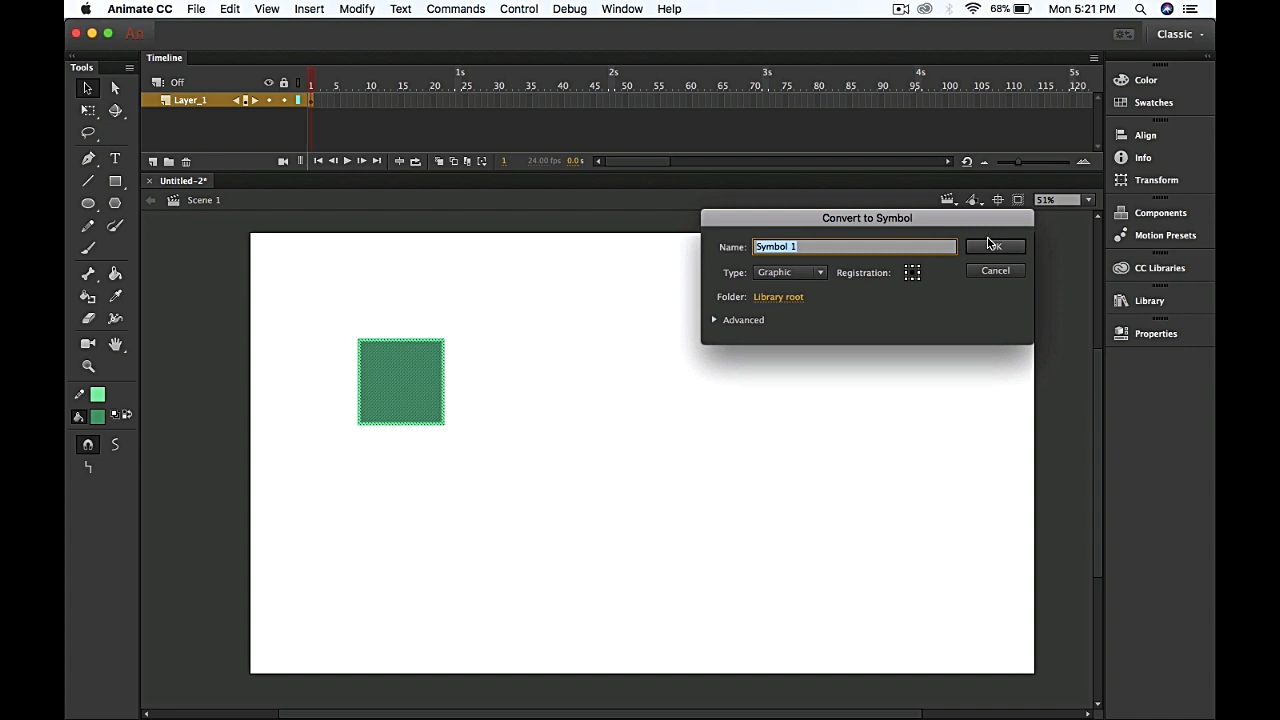 Animate CC File Edit View Insert Modify Text Commands Control Debug Window Help 68% Mon 5:21 PM
An Classic
Timeline
Tools
1s 2s 3s 4s 5s
Off 1 5 10 15 20 25 30 35 40 45 50 55 60 65 70 75 80 85 90 95 100 105 110 115 120
Layer_1
1 24.00 fps 0.0 s
Untitled-2*
Scene 1 51%
Convert to Symbol
Name: Symbol 1
Type: Graphic Registration: Cancel
Folder: Library root
Advanced
Color
Swatches
Align
Info
Transform
Components
Motion Presets
CC Libraries
Library
Properties